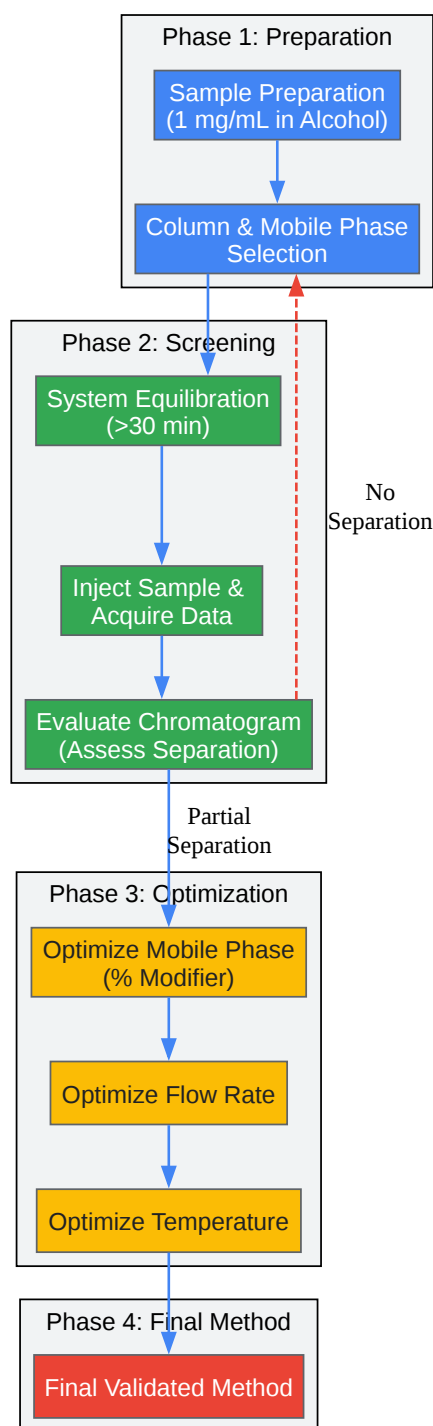 Phase 1: Preparation
Sample Preparation
(1 mg/mL in Alcohol)
Column & Mobile Phase
Selection
Phase 2: Screening
System Equilibration
(>30 min)
No
Separation
Inject Sample &
Acquire Data
Evaluate Chromatogram
(Assess Separation)
Partial
Separation
Phase 3: Optimization
Optimize Mobile Phase
(% Modifier)
Optimize Flow Rate
Optimize Temperature
Phase 4: Final Method
Final Validated Method